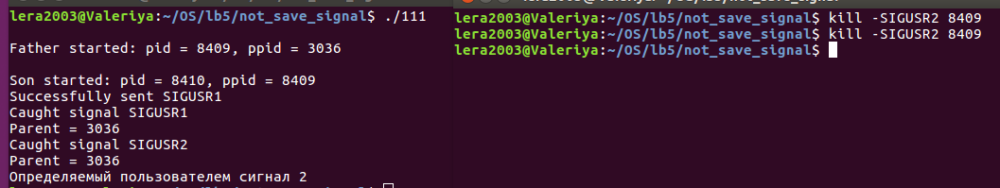 lera2003@Valeriya:~/OS/lb5/not_save_signal$ ./111
Father started: pid = 8409, ppid = 3036
Son started: pid = 8410, ppid = 8409
Successfully sent SIGUSR1
Caught signal SIGUSR1
Parent = 3036
Caught signal SIGUSR2
Parent = 3036
Определяемый пользователем сигнал 2
lera2003@Valeriya:~/OS/lb5/not_save_signal$ kill -SIGUSR2 8409
lera2003@Valeriya:~/OS/lb5/not_save_signal$ kill -SIGUSR2 8409
lera2003@Valeriya:~/OS/lb5/not_save_signal$